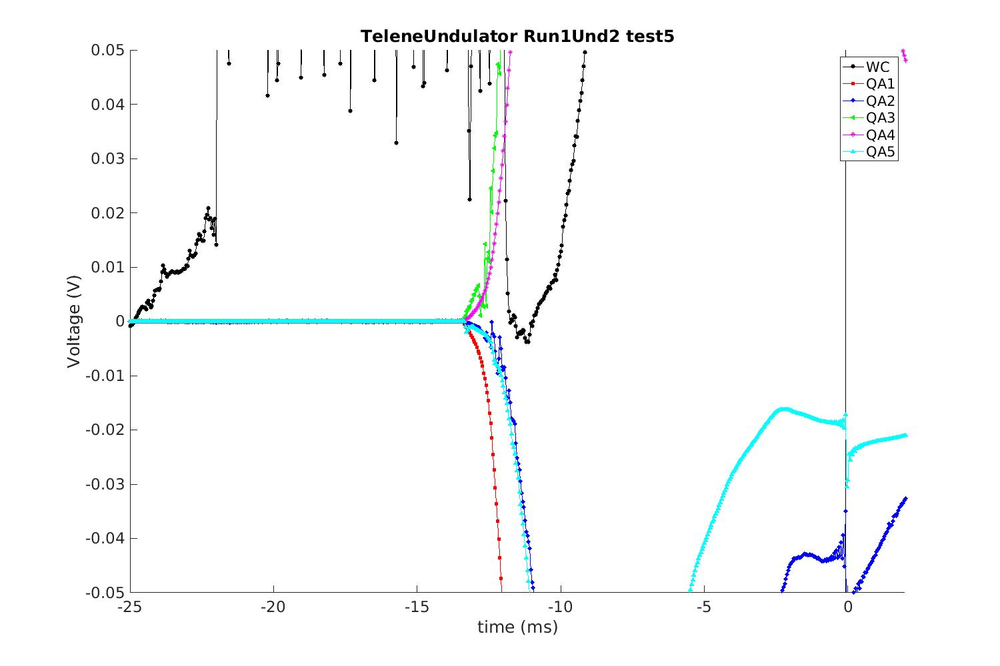 TeleneUndulator Run1Und2 test5
0.05
0.04
0.03
0.02
0.01
0
-0.01
-0.02
-0.03
-0.04
-0.05
Voltage (V)
-25
-20
-15
-10
-5
0
time (ms)
WC
QA1
QA2
QA3
QA4
QA5